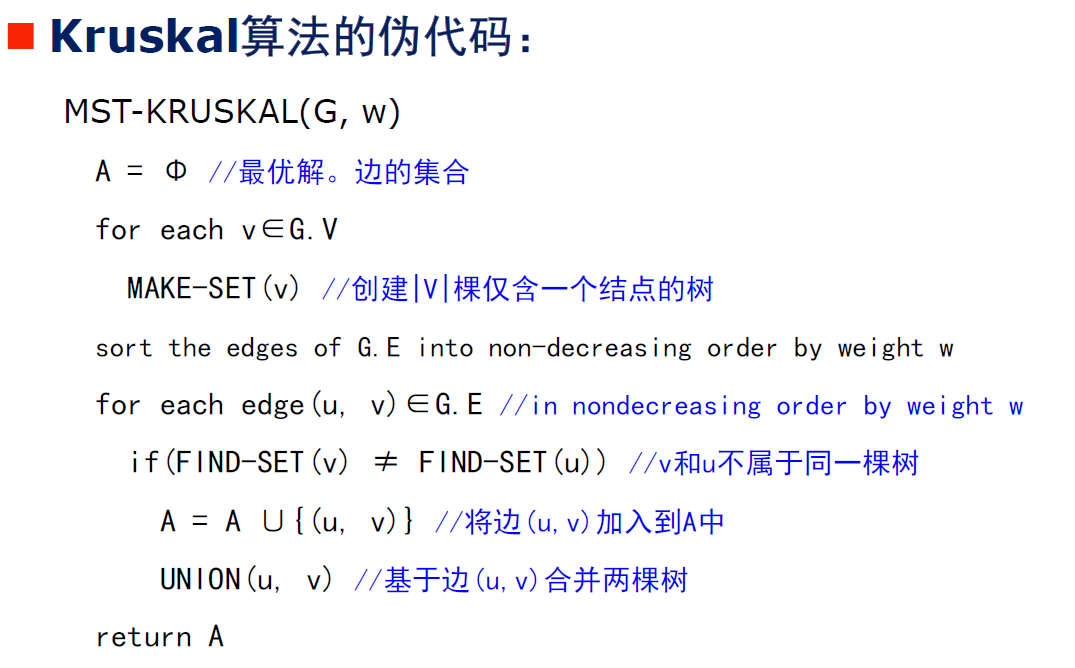 Kruskal算法的伪代码：
MST-KRUSKAL(G, w)
A = Φ //最优解。边的集合
for each v∈G.V
MAKE-SET(v) //创建|V|棵仅含一个结点的树
sort the edges of G.E into non-decreasing order by weight w
for each edge(u, v)∈G.E //in nondecreasing order by weight w
if(FIND-SET(v) ≠ FIND-SET(u)) //v和u不属于同一棵树
A = A ∪{(u, v)} //将边(u,v)加入到A中
UNION(u, v) //基于边(u,v)合并两棵树
return A